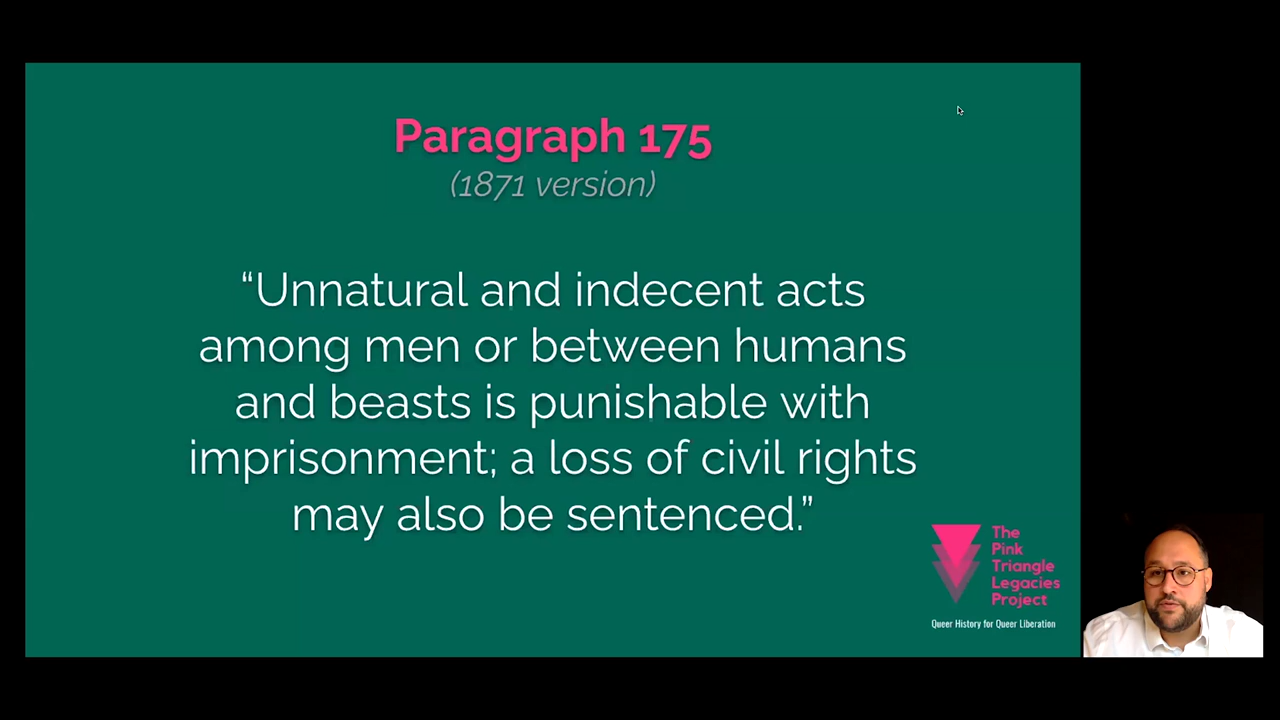 Paragraph 175
(1871 version)
“Unnatural and indecent acts
among men or between humans
and beasts is punishable with
imprisonment; a loss of civil rights
may also be sentenced.”
The
Pink
Triangle
Legacies
Project
Queer History for Queer Liberation